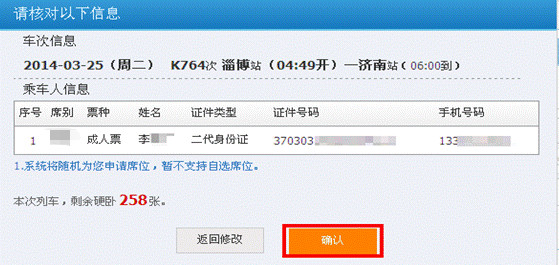 请核对以下信息
车次信息
2014-03-25（周二） K764次 淄博站（04:49开）—济南站（06:00到）
乘车人信息
序号 席别 票种 姓名 证件类型 证件号码 手机号码
1 成人票 李 二代身份证 370303 133
1.系统将随机为您申请席位，暂不支持自选席位。
本次列车，剩余硬卧 258张。
返回修改 确认